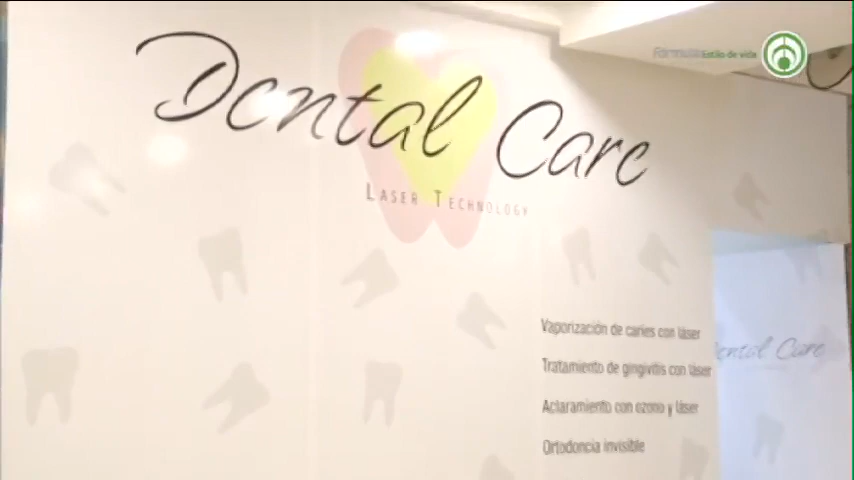 Fórmula Estilo de vida
Dental Care
LASER TECHNOLOGY
Vaporización de caries con láser
Tratamiento de gingivitis con láser
Aclaramiento con ozono y láser
Ortodoncia invisible
Dental Care